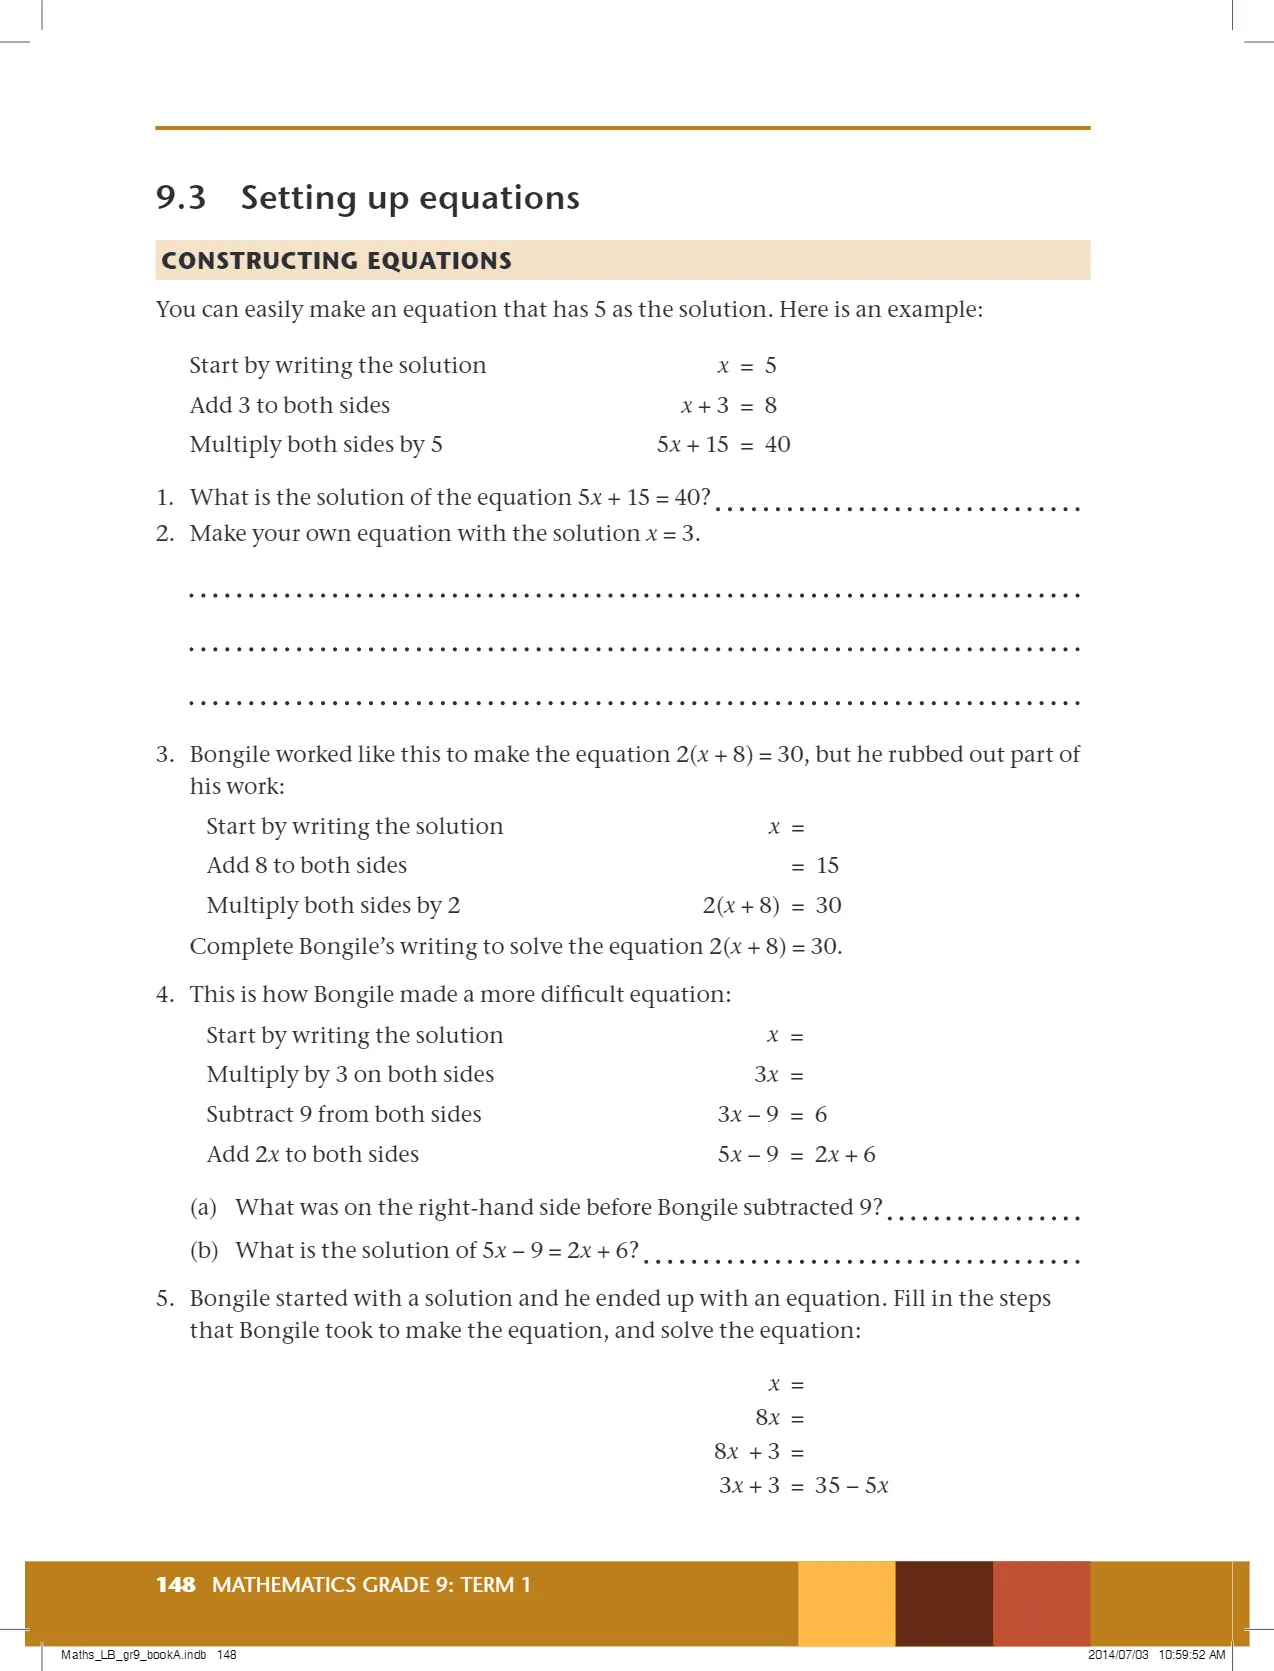 9.3 Setting up equations
CONSTRUCTING EQUATIONS
You can easily make an equation that has 5 as the solution. Here is an example:
Start by writing the solution x = 5
Add 3 to both sides x + 3 = 8
Multiply both sides by 5 5x + 15 = 40
1. What is the solution of the equation 5x + 15 = 40?
2. Make your own equation with the solution x = 3.
3. Bongile worked like this to make the equation 2(x + 8) = 30, but he rubbed out part of
his work:
Start by writing the solution x =
Add 8 to both sides = 15
Multiply both sides by 2 2(x + 8) = 30
Complete Bongile’s writing to solve the equation 2(x + 8) = 30.
4. This is how Bongile made a more difficult equation:
Start by writing the solution x =
Multiply by 3 on both sides 3x =
Subtract 9 from both sides 3x – 9 = 6
Add 2x to both sides 5x – 9 = 2x + 6
(a) What was on the right-hand side before Bongile subtracted 9?
(b) What is the solution of 5x – 9 = 2x + 6?
5. Bongile started with a solution and he ended up with an equation. Fill in the steps
that Bongile took to make the equation, and solve the equation:
x =
8x =
8x + 3 =
3x + 3 = 35 – 5x
148 MATHEMATICS GRADE 9: TERM 1
Maths_LB_gr9_bookA.indb 148 2014/07/03 10:59:52 AM